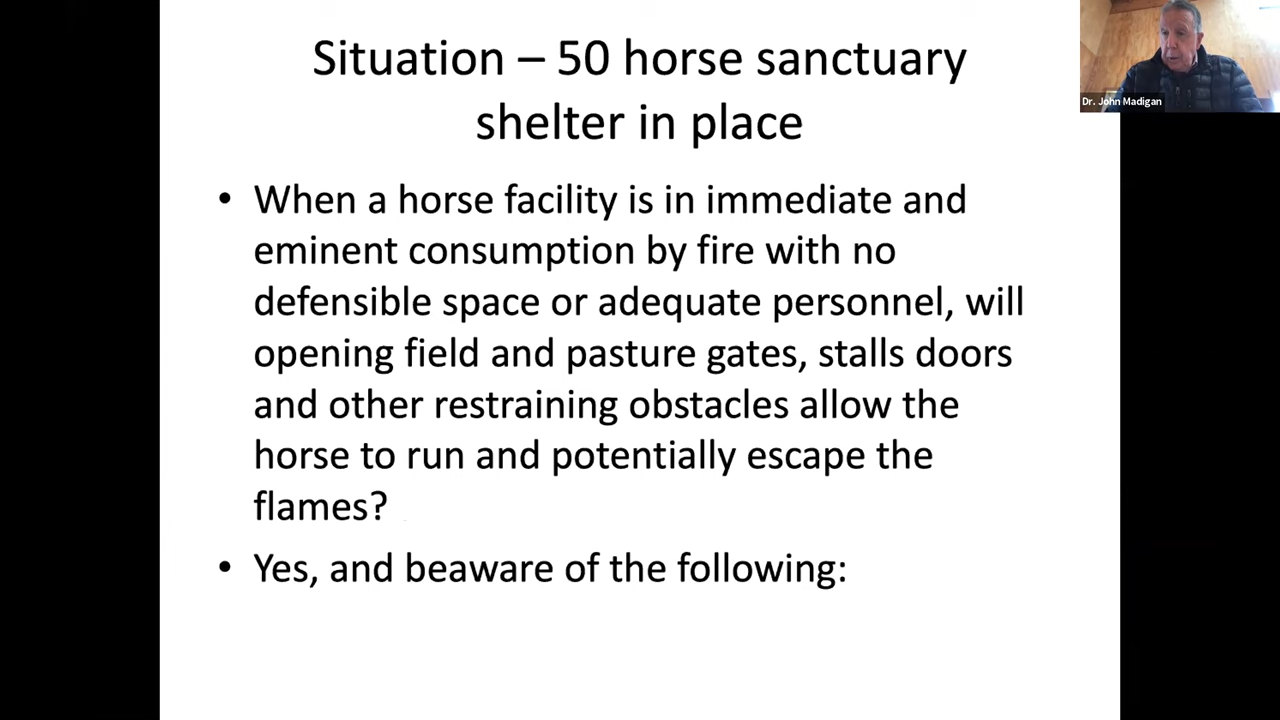 Situation – 50 horse sanctuary
shelter in place
• When a horse facility is in immediate and
eminent consumption by fire with no
defensible space or adequate personnel, will
opening field and pasture gates, stalls doors
and other restraining obstacles allow the
horse to run and potentially escape the
flames?
• Yes, and beaware of the following:
Dr. John Madigan